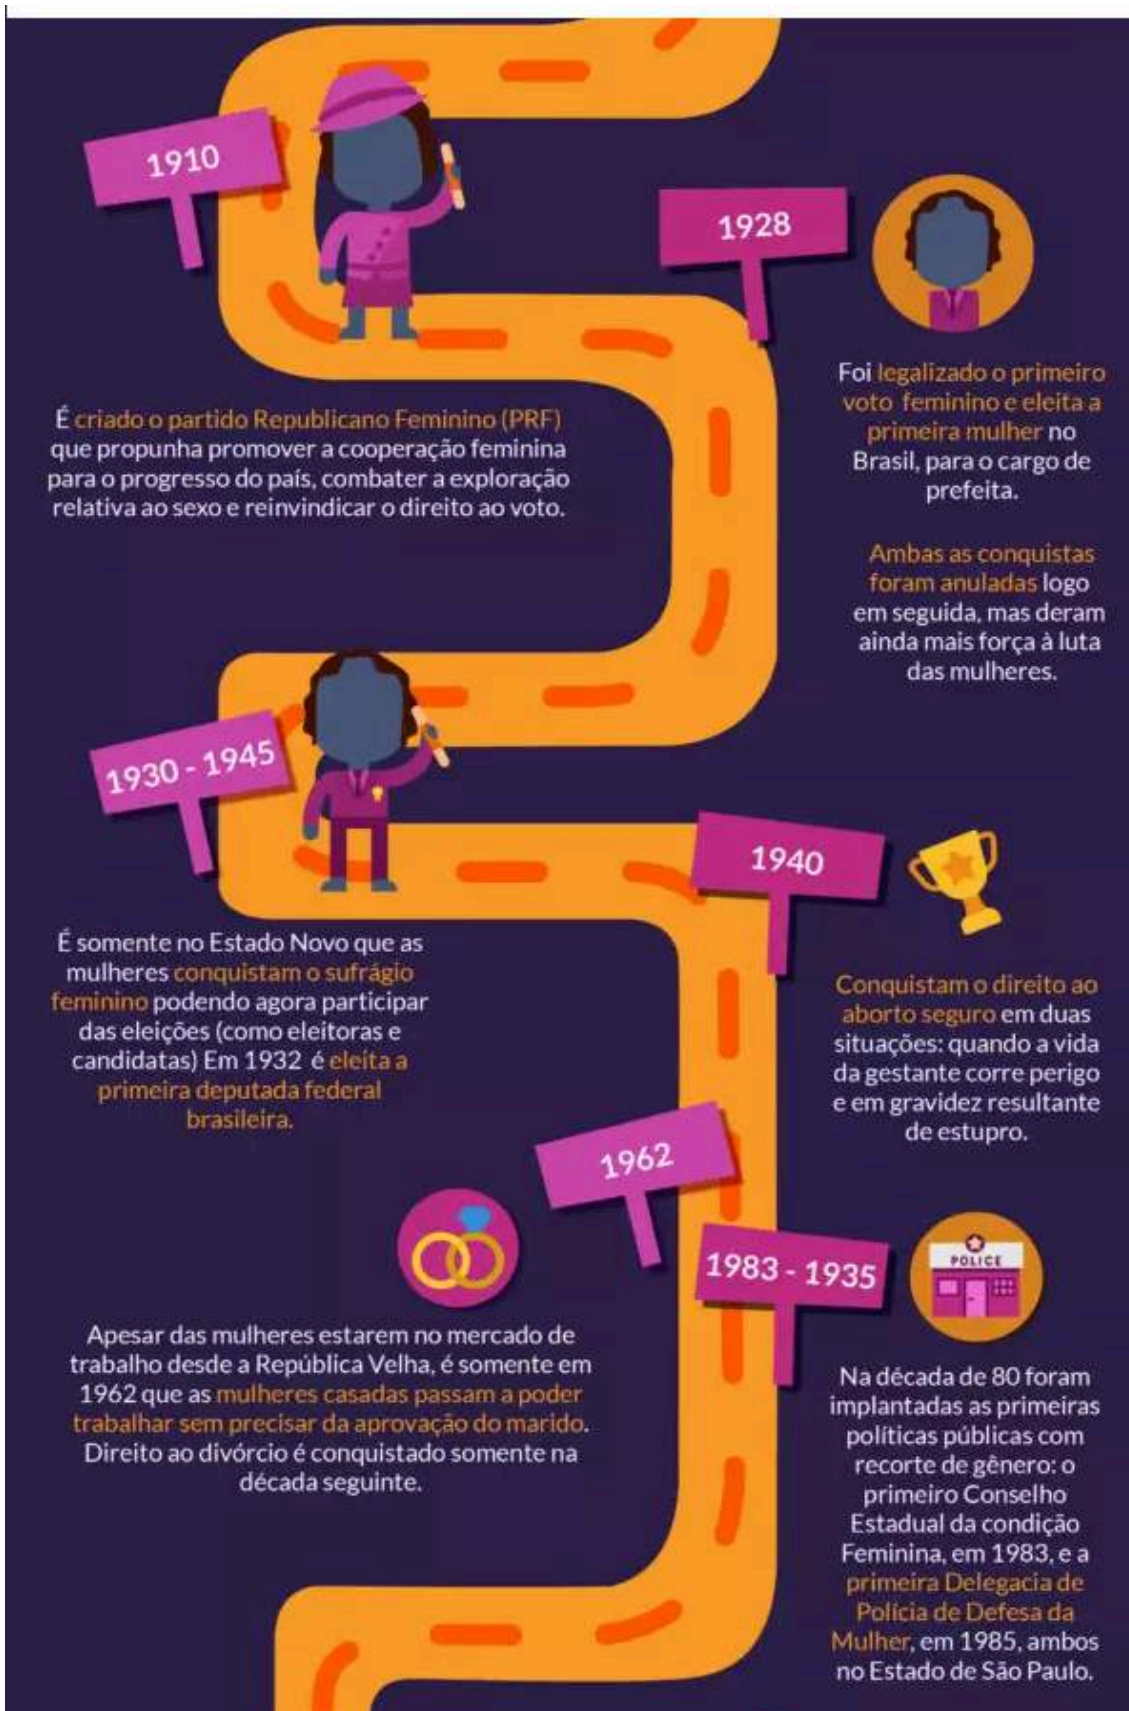 1910
É criado o partido Republicano Feminino (PRF)
que propunha promover a cooperação feminina
para o progresso do país, combater a exploração
relativa ao sexo e reinvindicar o direito ao voto.
1928
Foi legalizado o primeiro
voto feminino e eleita a
primeira mulher no
Brasil, para o cargo de
prefeita.
Ambas as conquistas
foram anuladas logo
em seguida, mas deram
ainda mais força à luta
das mulheres.
1930 - 1945
É somente no Estado Novo que as
mulheres conquistam o sufrágio
feminino podendo agora participar
das eleições (como eleitoras e
candidatas) Em 1932 é eleita a
primeira deputada federal
brasileira.
1940
Conquistam o direito ao
aborto seguro em duas
situações: quando a vida
da gestante corre perigo
e em gravidez resultante
de estupro.
1962
Apesar das mulheres estarem no mercado de
trabalho desde a República Velha, é somente em
1962 que as mulheres casadas passam a poder
trabalhar sem precisar da aprovação do marido.
Direito ao divórcio é conquistado somente na
década seguinte.
1983 - 1935
POLICE
Na década de 80 foram
implantadas as primeiras
políticas públicas com
recorte de gênero: o
primeiro Conselho
Estadual da condição
Feminina, em 1983, e a
primeira Delegacia de
Polícia de Defesa da
Mulher, em 1985, ambos
no Estado de São Paulo.